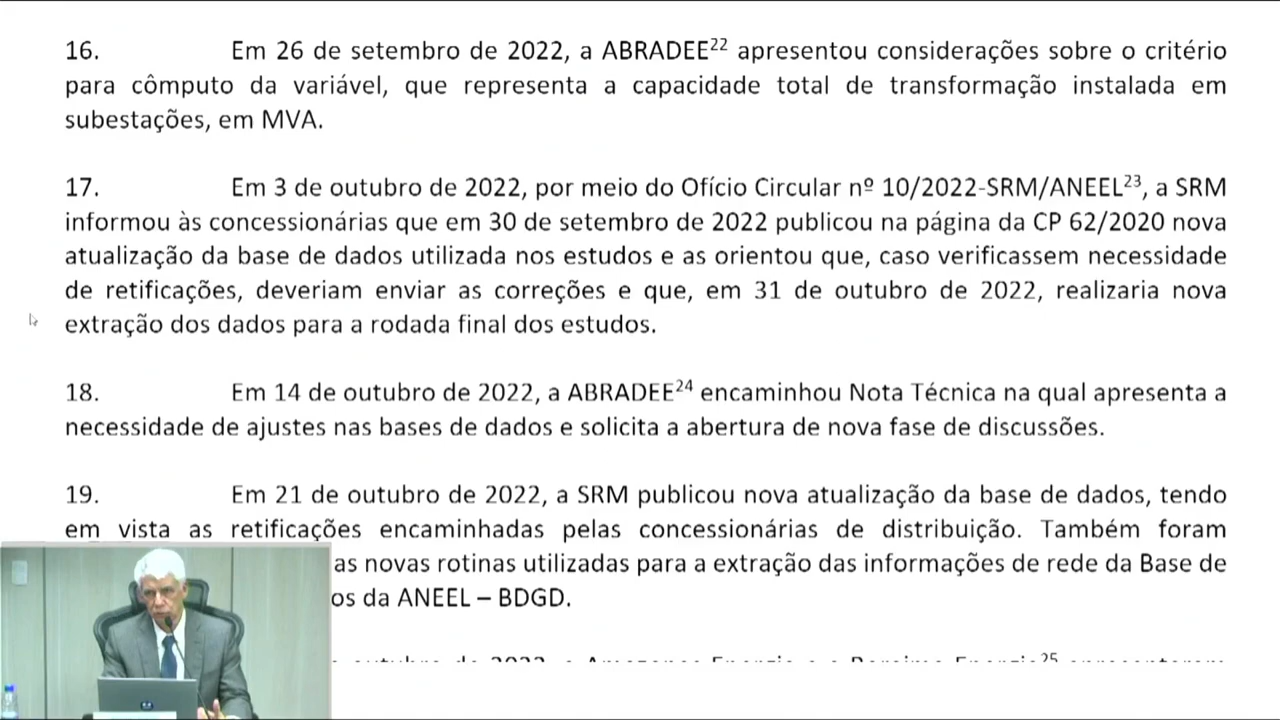 16. Em 26 de setembro de 2022, a ABRADEE22 apresentou considerações sobre o critério
para cômputo da variável, que representa a capacidade total de transformação instalada em
subestações, em MVA.
17. Em 3 de outubro de 2022, por meio do Ofício Circular nº 10/2022-SRM/ANEEL23, a SRM
informou às concessionárias que em 30 de setembro de 2022 publicou na página da CP 62/2020 nova
atualização da base de dados utilizada nos estudos e as orientou que, caso verificassem necessidade
de retificações, deveriam enviar as correções e que, em 31 de outubro de 2022, realizaria nova
extração dos dados para a rodada final dos estudos.
18. Em 14 de outubro de 2022, a ABRADEE24 encaminhou Nota Técnica na qual apresenta a
necessidade de ajustes nas bases de dados e solicita a abertura de nova fase de discussões.
19. Em 21 de outubro de 2022, a SRM publicou nova atualização da base de dados, tendo
em vista as retificações encaminhadas pelas concessionárias de distribuição. Também foram
as novas rotinas utilizadas para a extração das informações de rede da Base de
os da ANEEL – BDGD.